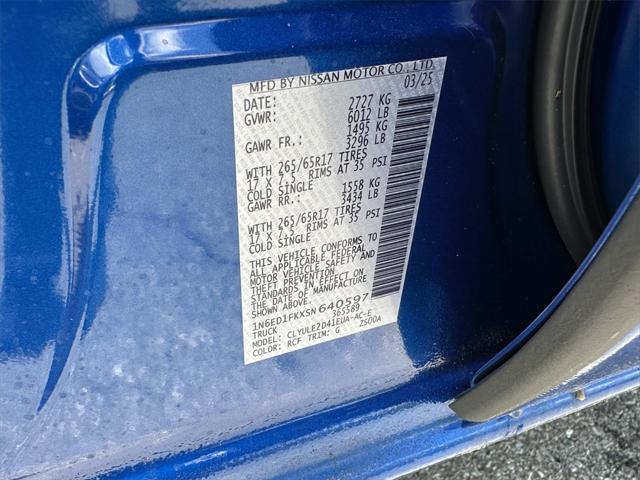 MFD BY NISSAN MOTOR CO., LTD.
DATE: 03/25
GVWR: 2727 KG
6012 LB
GAWR FR.: 1495 KG
3296 LB
WITH 265/65R17 TIRES
17 X 7.5 RIMS AT 35 PSI
COLD SINGLE
GAWR RR.: 1558 KG
3434 LB
WITH 265/65R17 TIRES
17 X 7.5 RIMS AT 35 PSI
COLD SINGLE
THIS VEHICLE CONFORMS TO
ALL APPLICABLE FEDERAL
MOTOR VEHICLE SAFETY AND
STANDARDS IN EFFECT ON
THE DATE OF MANUFACTURE
SHOWN ABOVE.
1N6ED1FKXSN640597
TRUCK 365589
MODEL: CLYULE2D41EUA-AC-E
COLOR: RCF TRIM: G ZS00A